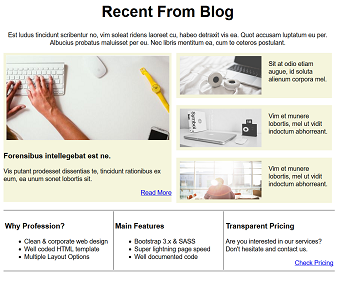 Recent From Blog
Est ludus tincidunt scribentur no, vim soleat ridens laoreet cu, habeo detraxit vis ea. Quot accusam luptatum eu per.
Albucius probatus maluisset per eu. Nec libris mentitum ea, cum te ceteros postulant.
Forensibus intellegebat est ne.
Vis putant prodesset dissentias te, tincidunt rationibus ex
eum, ea unum sonet lobortis sit.
Read More
Sit at odio etiam
augue, id soluta
alienum corpora mel.
Vim et munere
lobortis, mel ut vidit
indoctum abhorreant.
Vim et munere
lobortis, mel ut vidit
indoctum abhorreant.
Why Profession?
Clean & corporate web design
Well coded HTML template
Multiple Layout Options
Main Features
Bootstrap 3.x & SASS
Super lightning page speed
Well documented code
Transparent Pricing
Are you interested in our services?
Don't hesitate and contact us.
Check Pricing